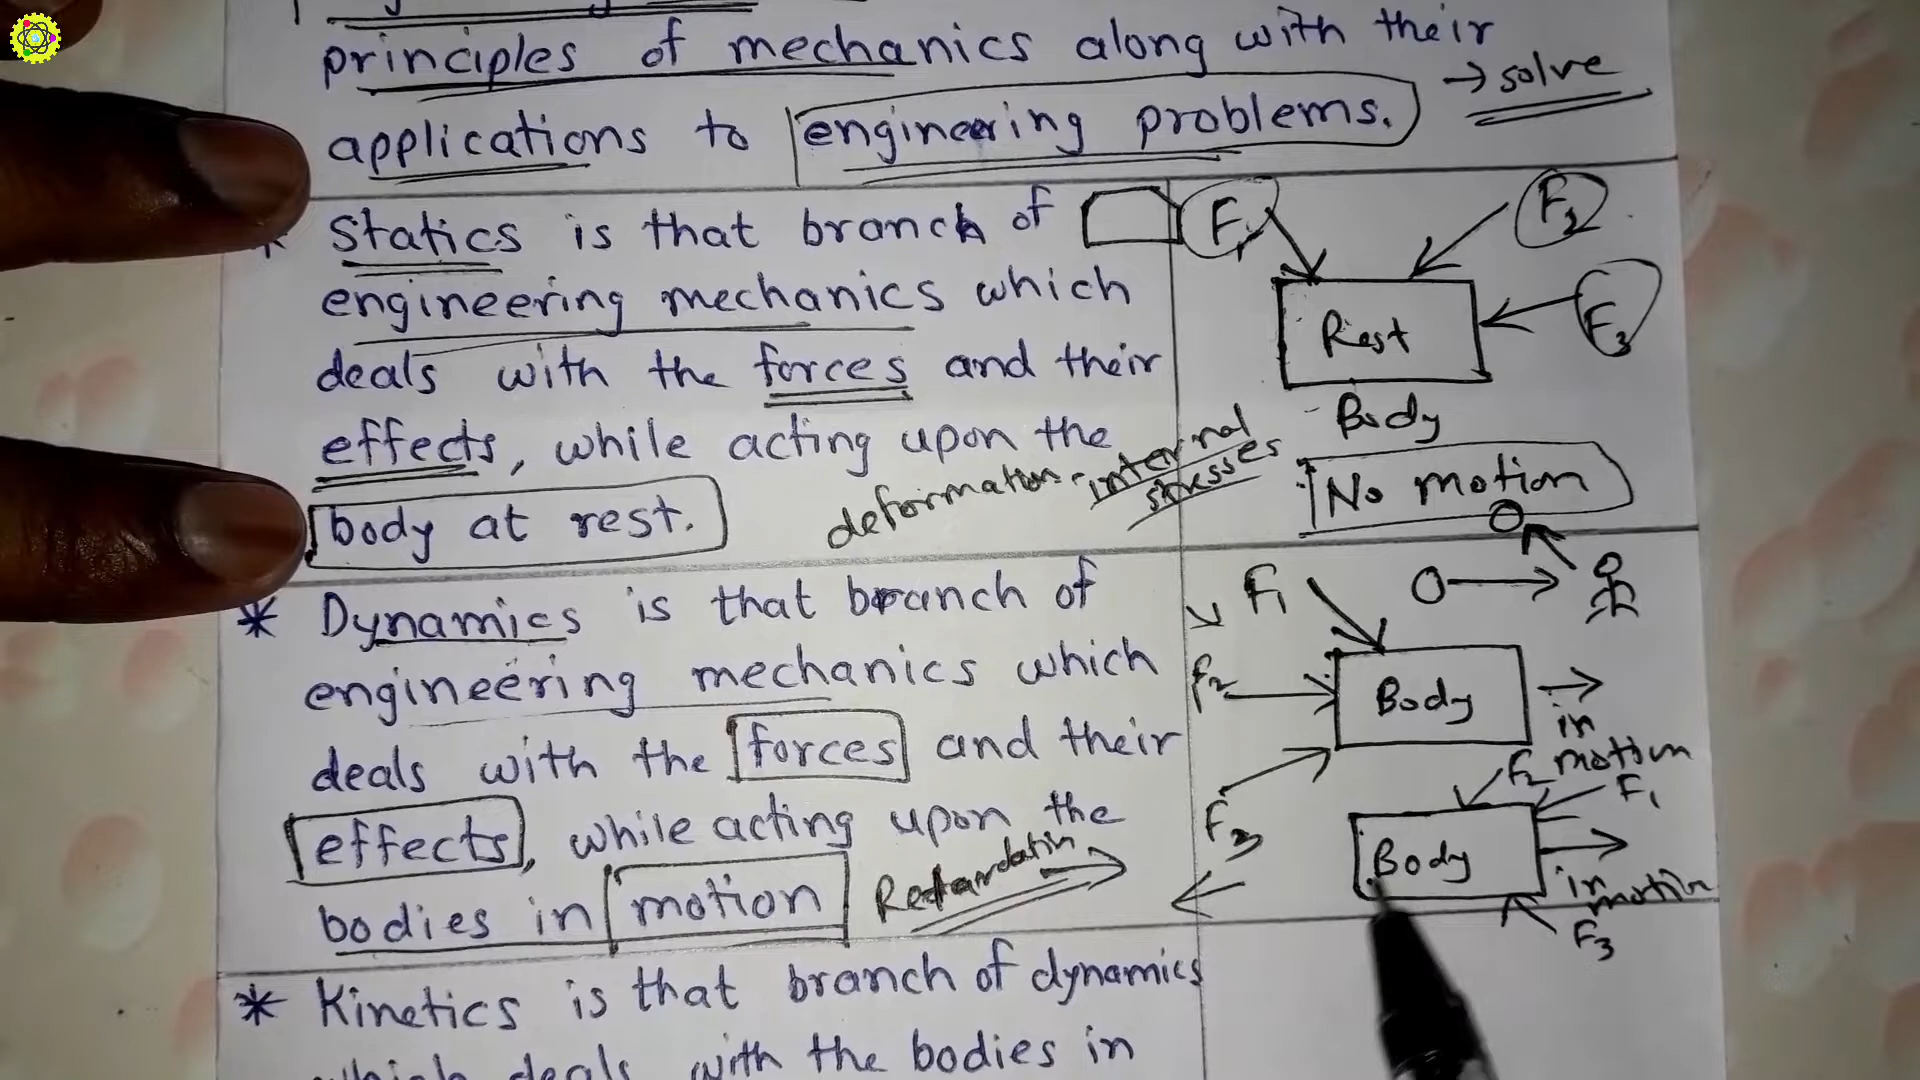 principles of mechanics along with their
→ solve
applications to engineering problems.
Statics is that branch of
engineering mechanics which
deals with the forces and their
effects, while acting upon the
body at rest.
deformation - internal
stresses
F1
F2
F3
Rest
Body
No motion
* Dynamics is that branch of
engineering mechanics which
deals with the forces and their
effects, while acting upon the
bodies in motion
Retardatin
F1
F2
Body
in
motion
F3
F2
F1
Body
in
motin
F3
* Kinetics is that branch of dynamics
which deals with the bodies in